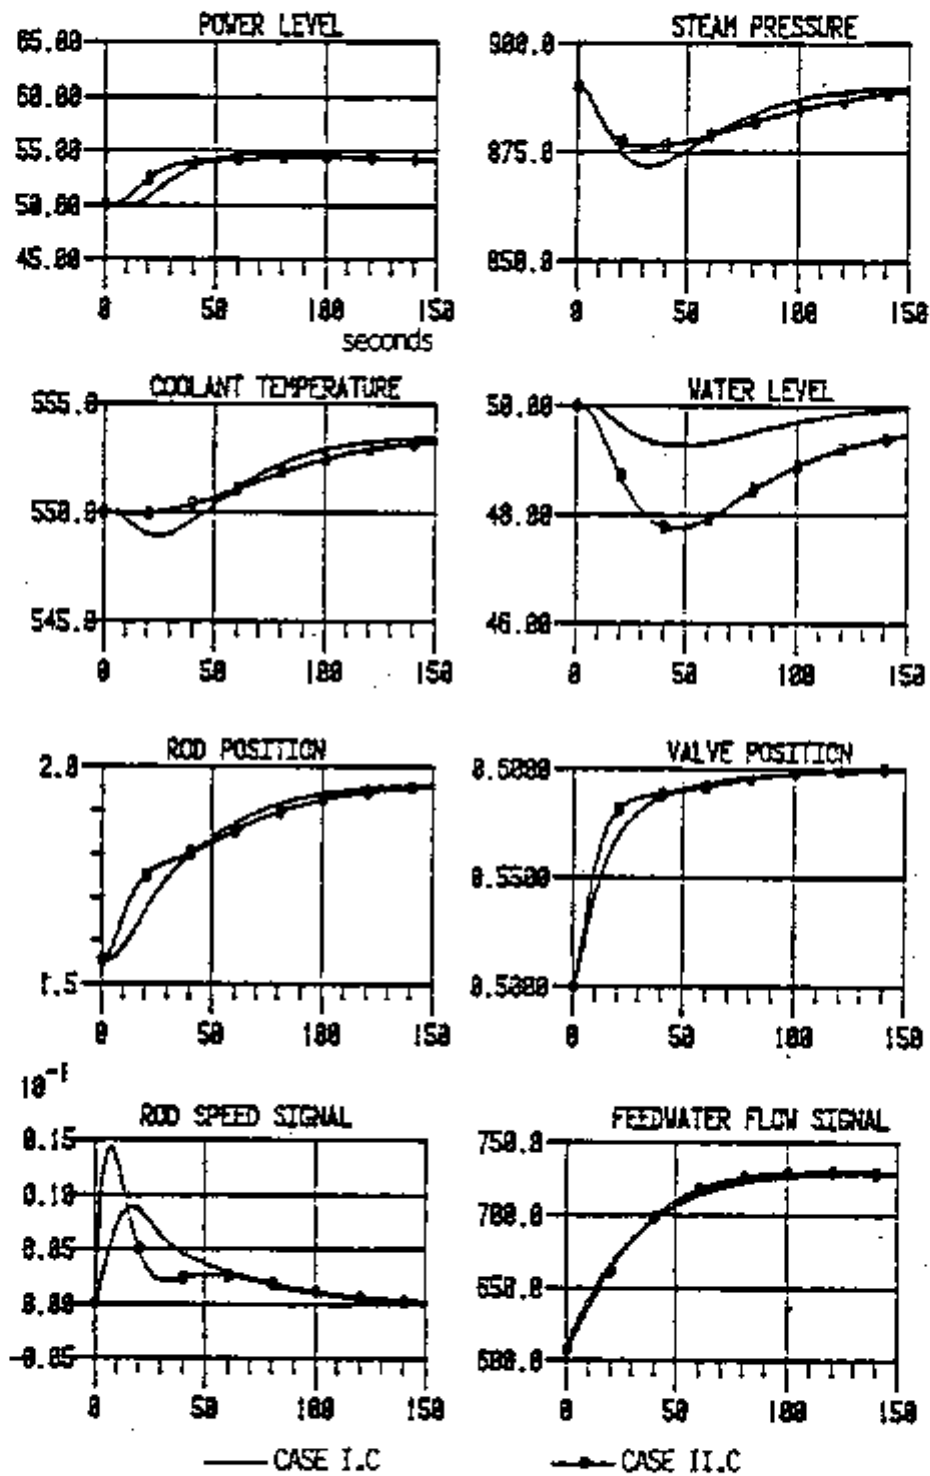 POWER LEVEL
65.00
60.00
55.00
50.00
45.00
0 50 100 150
seconds
STEAM PRESSURE
900.0
875.0
850.0
0 50 100 150
COOLANT TEMPERATURE
555.0
550.0
545.0
0 50 100 150
WATER LEVEL
50.00
48.00
46.00
0 50 100 150
ROD POSITION
2.0
1.5
0 50 100 150
VALVE POSITION
0.5500
0 50 100 150
10⁻¹
ROD SPEED SIGNAL
0.15
0.10
0.05
0.00
-0.05
0 50 100 150
FEEDWATER FLOW SIGNAL
750.0
700.0
650.0
600.0
0 50 100 150
CASE I.C
CASE II.C